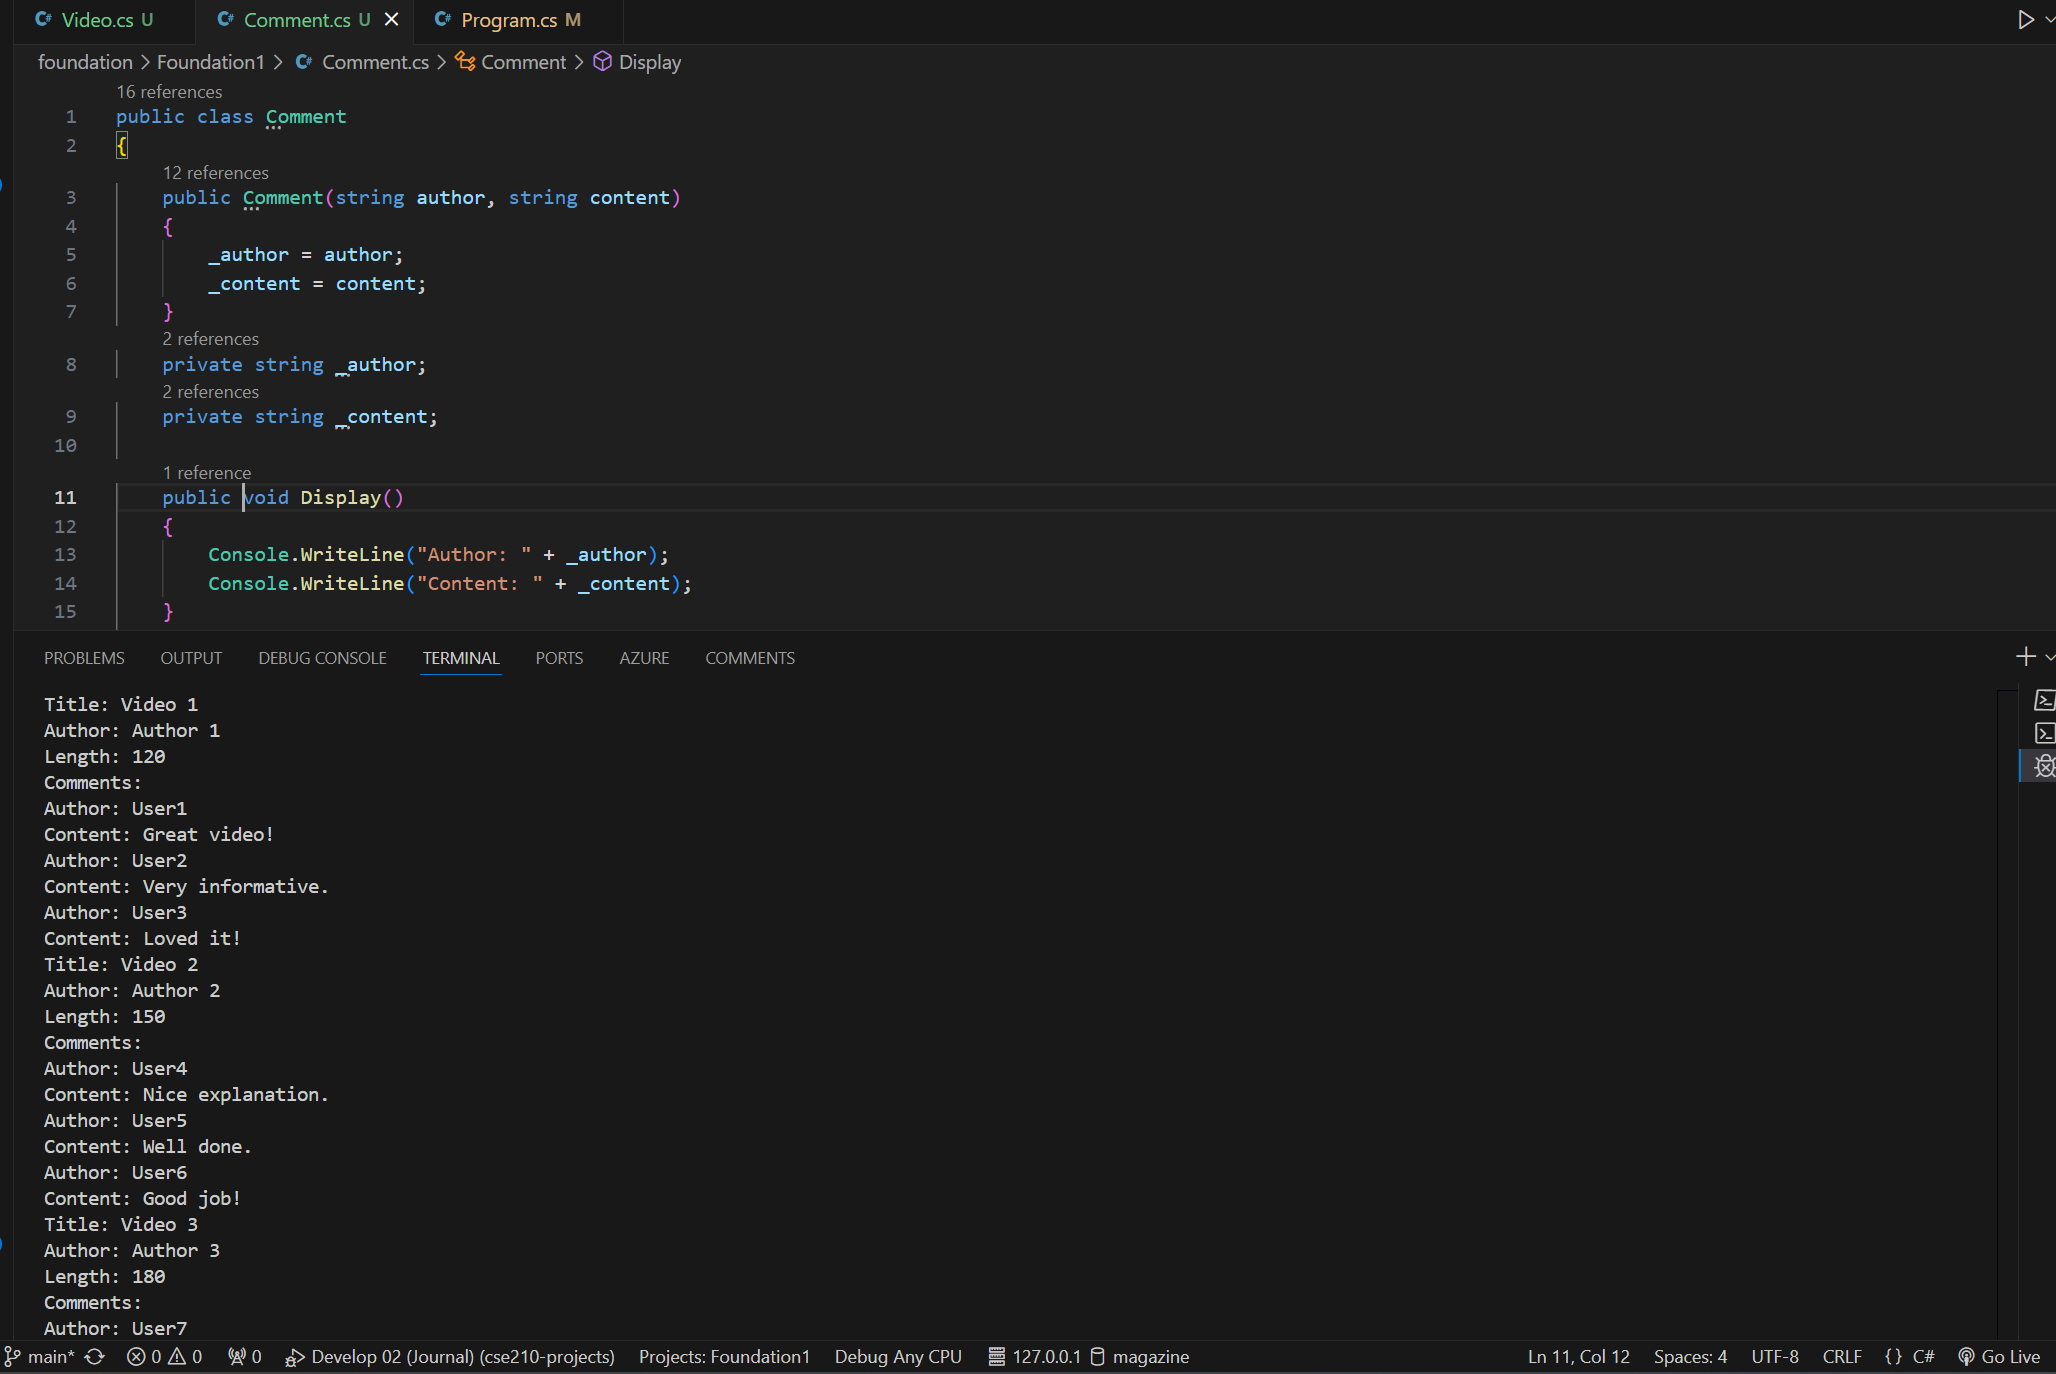 C# Video.cs U C# Comment.cs U C# Program.cs M
foundation > Foundation1 > C# Comment.cs > Comment > Display
16 references
1 public class Comment
2 {
12 references
3 public Comment(string author, string content)
4 {
5 _author = author;
6 _content = content;
7 }
2 references
8 private string _author;
2 references
9 private string _content;
10
1 reference
11 public void Display()
12 {
13 Console.WriteLine("Author: " + _author);
14 Console.WriteLine("Content: " + _content);
15 }
PROBLEMS OUTPUT DEBUG CONSOLE TERMINAL PORTS AZURE COMMENTS
Title: Video 1
Author: Author 1
Length: 120
Comments:
Author: User1
Content: Great video!
Author: User2
Content: Very informative.
Author: User3
Content: Loved it!
Title: Video 2
Author: Author 2
Length: 150
Comments:
Author: User4
Content: Nice explanation.
Author: User5
Content: Well done.
Author: User6
Content: Good job!
Title: Video 3
Author: Author 3
Length: 180
Comments:
Author: User7
main* 0 0 0 Develop 02 (Journal) (cse210-projects) Projects: Foundation1 Debug Any CPU 127.0.0.1 magazine Ln 11, Col 12 Spaces: 4 UTF-8 CRLF {} C# Go Live